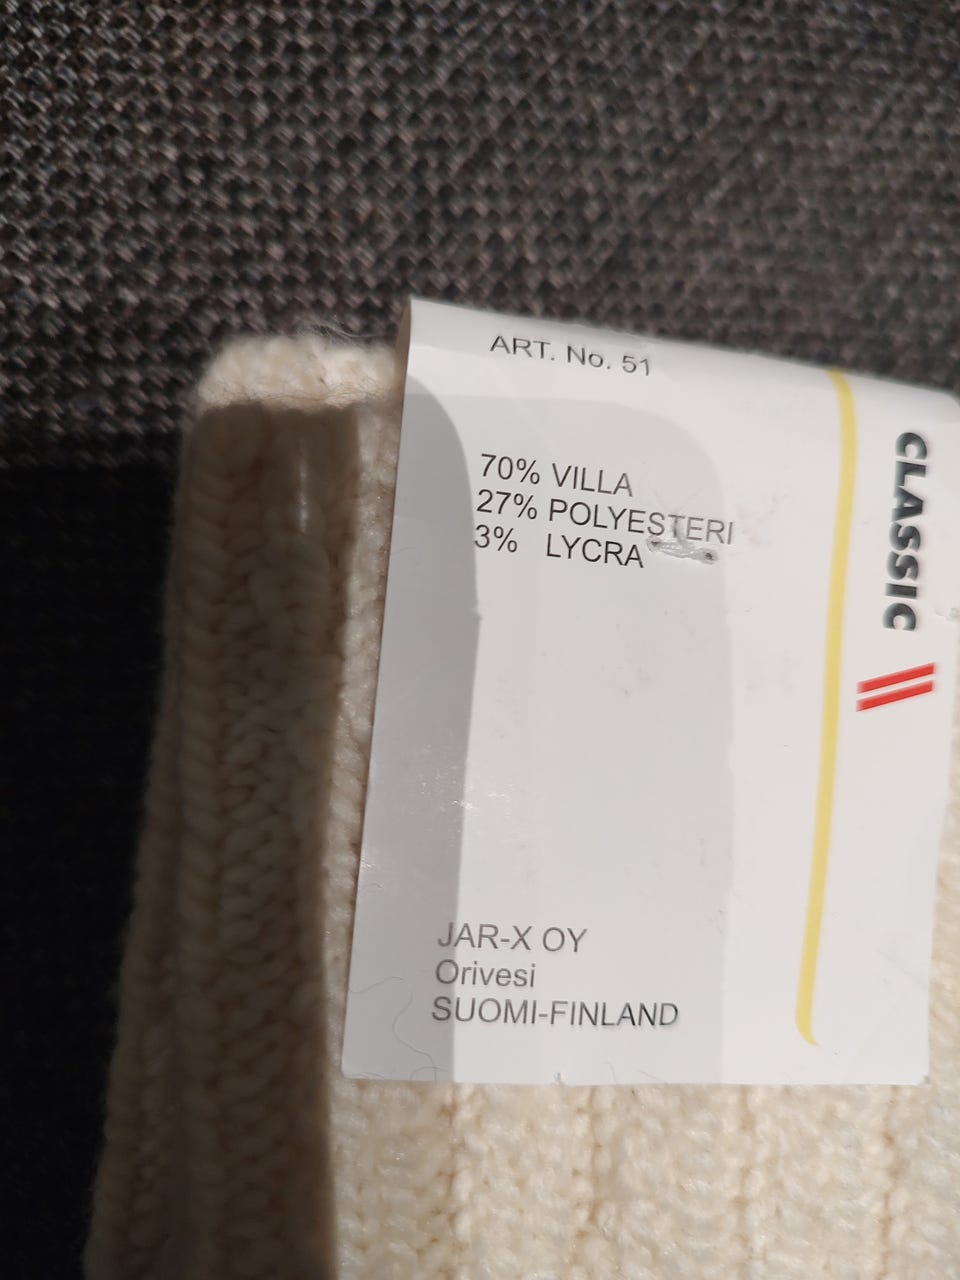 ART. No. 51
70% VILLA
27% POLYESTERI
3% LYCRA
JAR-X OY
Orivesi
SUOMI-FINLAND
CLASSIC